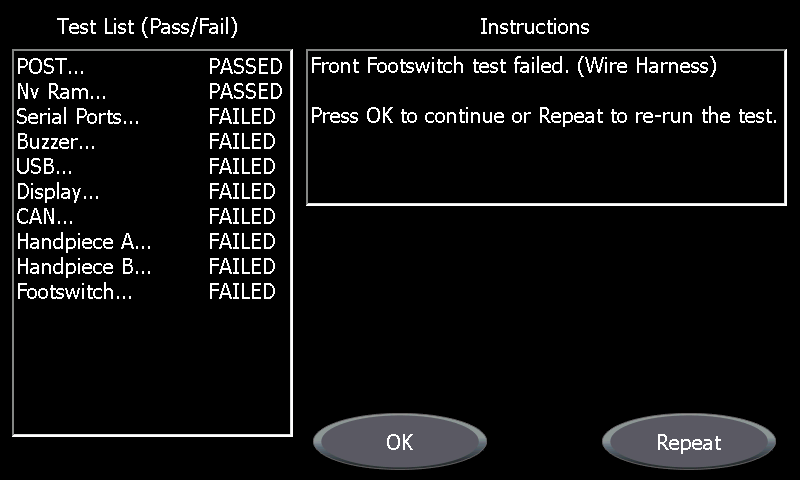 Test List (Pass/Fail)
POST... PASSED
Nv Ram... PASSED
Serial Ports... FAILED
Buzzer... FAILED
USB... FAILED
Display... FAILED
CAN... FAILED
Handpiece A... FAILED
Handpiece B... FAILED
Footswitch... FAILED
Instructions
Front Footswitch test failed. (Wire Harness)
Press OK to continue or Repeat to re-run the test.
OK
Repeat